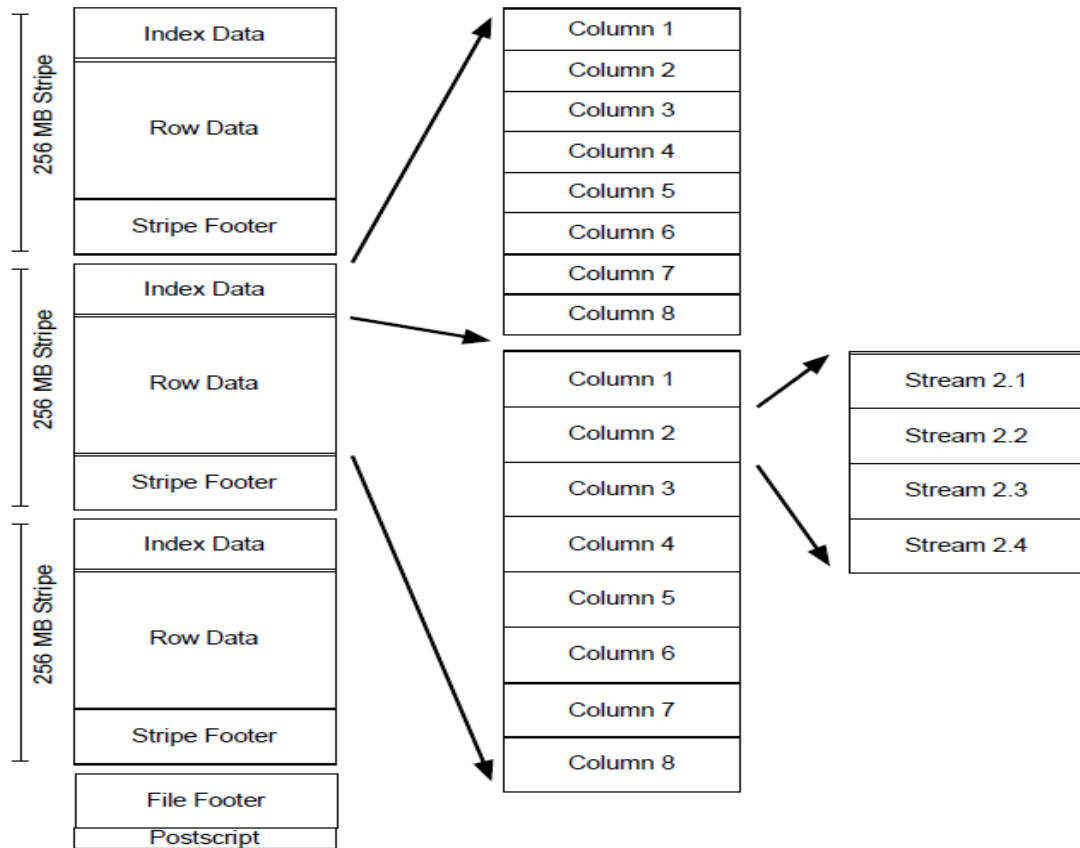 256 MB Stripe
Index Data
Row Data
Stripe Footer
256 MB Stripe
Index Data
Row Data
Stripe Footer
256 MB Stripe
Index Data
Row Data
Stripe Footer
File Footer
Postscript
Column 1
Column 2
Column 3
Column 4
Column 5
Column 6
Column 7
Column 8
Column 1
Column 2
Column 3
Column 4
Column 5
Column 6
Column 7
Column 8
Stream 2.1
Stream 2.2
Stream 2.3
Stream 2.4